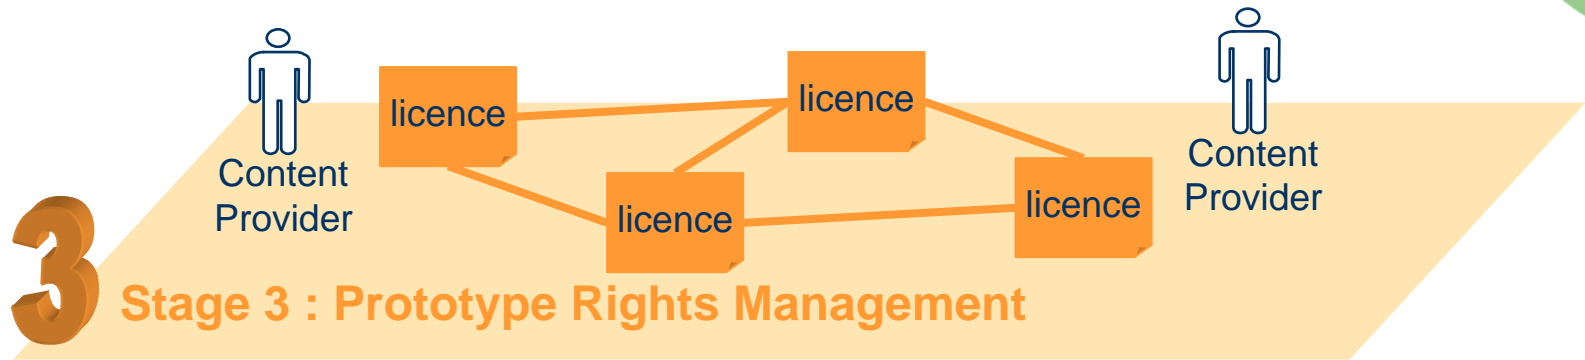 licence
licence
Content
Provider
licence
licence
Content
Provider
3
Stage 3 : Prototype Rights Management